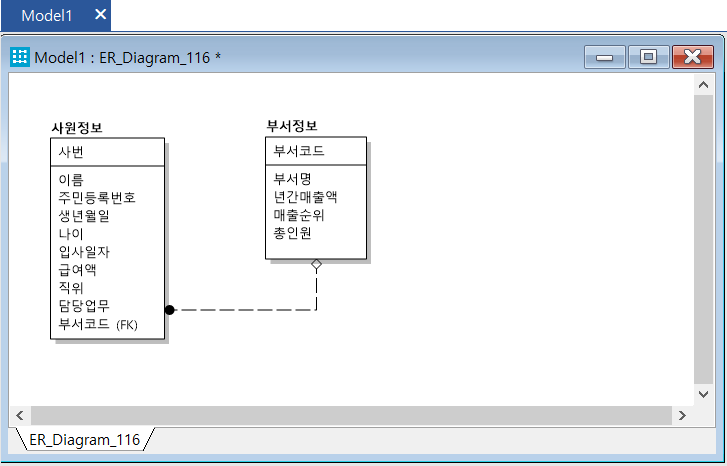 Model1
Model1 : ER_Diagram_116 *
사원정보
사번
이름
주민등록번호
생년월일
나이
입사일자
급여액
직위
담당업무
부서코드 (FK)
부서정보
부서코드
부서명
년간매출액
매출순위
총인원
ER_Diagram_116